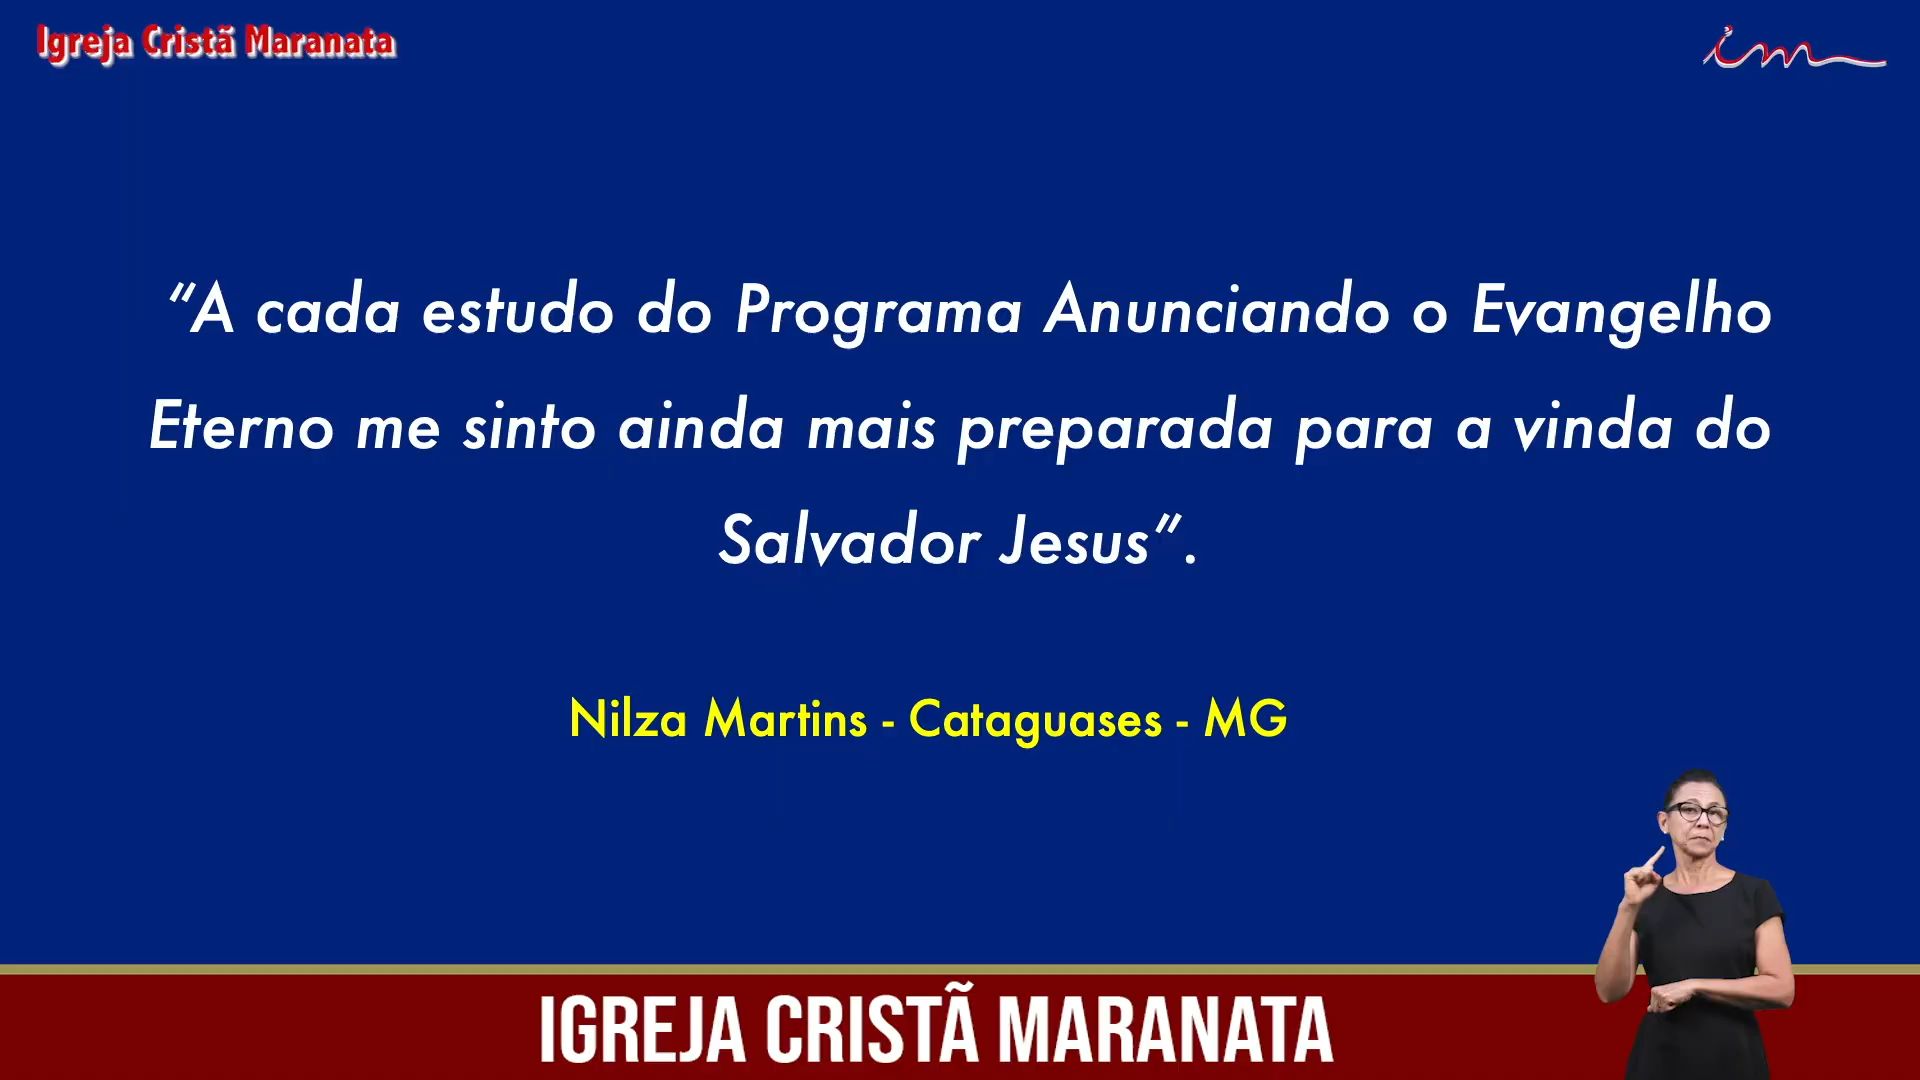 Igreja Cristã Maranata
im
“A cada estudo do Programa Anunciando o Evangelho
Eterno me sinto ainda mais preparada para a vinda do
Salvador Jesus”.
Nilza Martins - Cataguases - MG
IGREJA CRISTÃ MARANATA